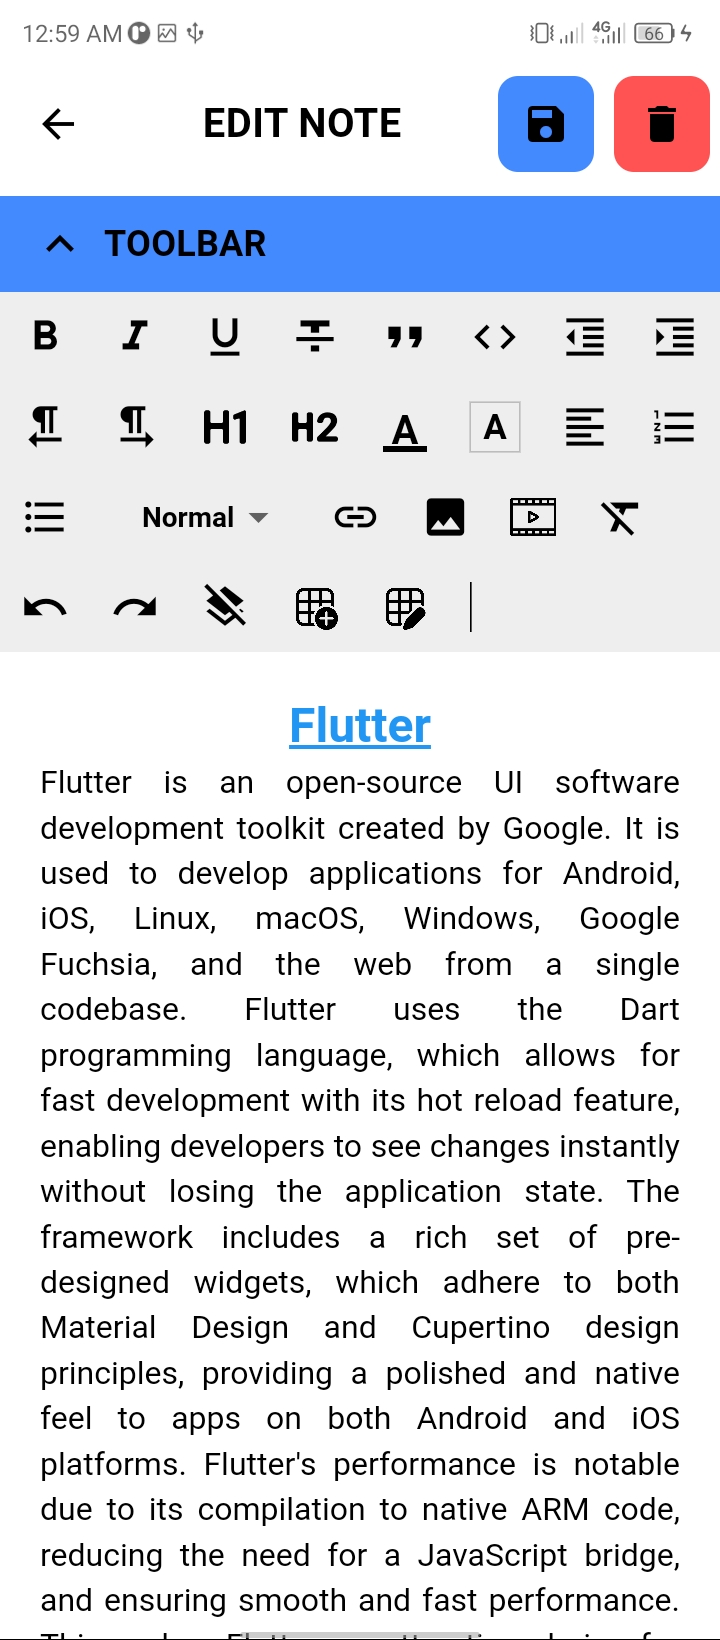 12:59 AM 4G 66
EDIT NOTE
TOOLBAR
B I U
H1 H2 A A
Normal
Flutter
Flutter is an open-source UI software
development toolkit created by Google. It is
used to develop applications for Android,
iOS, Linux, macOS, Windows, Google
Fuchsia, and the web from a single
codebase. Flutter uses the Dart
programming language, which allows for
fast development with its hot reload feature,
enabling developers to see changes instantly
without losing the application state. The
framework includes a rich set of pre-
designed widgets, which adhere to both
Material Design and Cupertino design
principles, providing a polished and native
feel to apps on both Android and iOS
platforms. Flutter's performance is notable
due to its compilation to native ARM code,
reducing the need for a JavaScript bridge,
and ensuring smooth and fast performance.